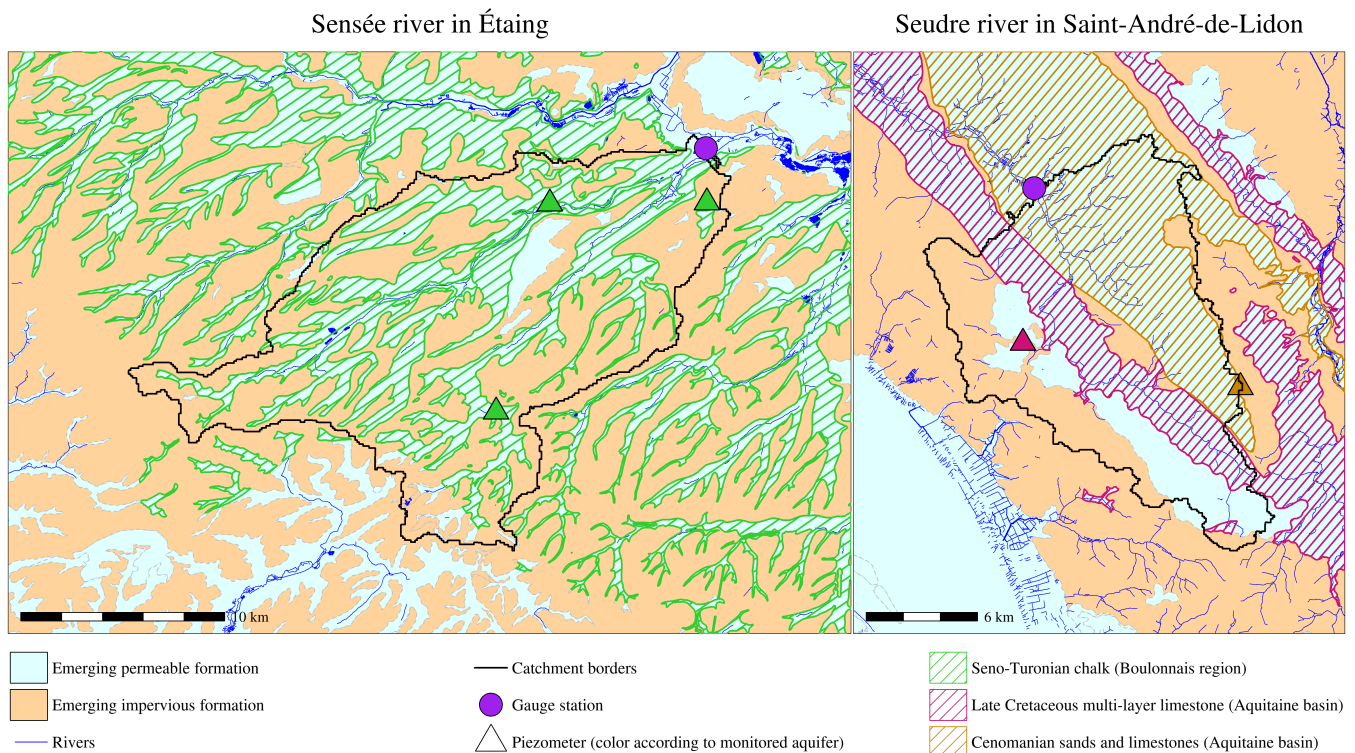 Sensée river in Étaing
Seudre river in Saint-André-de-Lidon
10 km
6 km
Emerging permeable formation
Emerging impervious formation
Rivers
Catchment borders
Gauge station
Piezometer (color according to monitored aquifer)
Seno-Turonian chalk (Boulonnais region)
Late Cretaceous multi-layer limestone (Aquitaine basin)
Cenomanian sands and limestones (Aquitaine basin)